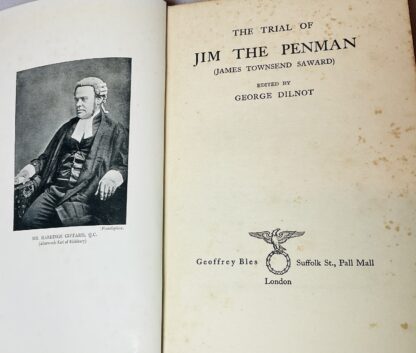 Frontispiece.
MR. HARDINGE GIFFARD, Q.C.
(afterwards Earl of Halsbury)
THE TRIAL OF
JIM THE PENMAN
(JAMES TOWNSEND SAWARD)
EDITED BY
GEORGE DILNOT
Geoffrey Bles Suffolk St., Pall Mall
London